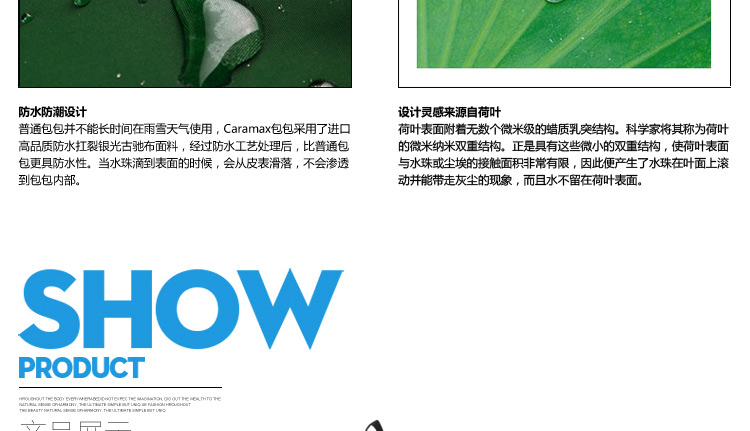 防水防潮设计
普通包包并不能长时间在雨雪天气使用，Caramax包包采用了进口
高品质防水扛裂银光古驰布面料，经过防水工艺处理后，比普通包
包更具防水性。当水珠滴到表面的时候，会从皮表滑落，不会渗透
到包包内部。
设计灵感来源自荷叶
荷叶表面附着无数个微米级的蜡质乳突结构。科学家将其称为荷叶
的微米纳米双重结构。正是具有这些微小的双重结构，使荷叶表面
与水珠或尘埃的接触面积非常有限，因此便产生了水珠在叶面上滚
动并能带走灰尘的现象，而且水不留在荷叶表面。
SHOW
PRODUCT
THE BEAUTY NATURAL SENSE OF HARMONY. THE ULTIMATE SIMPLE BUT UNIQ